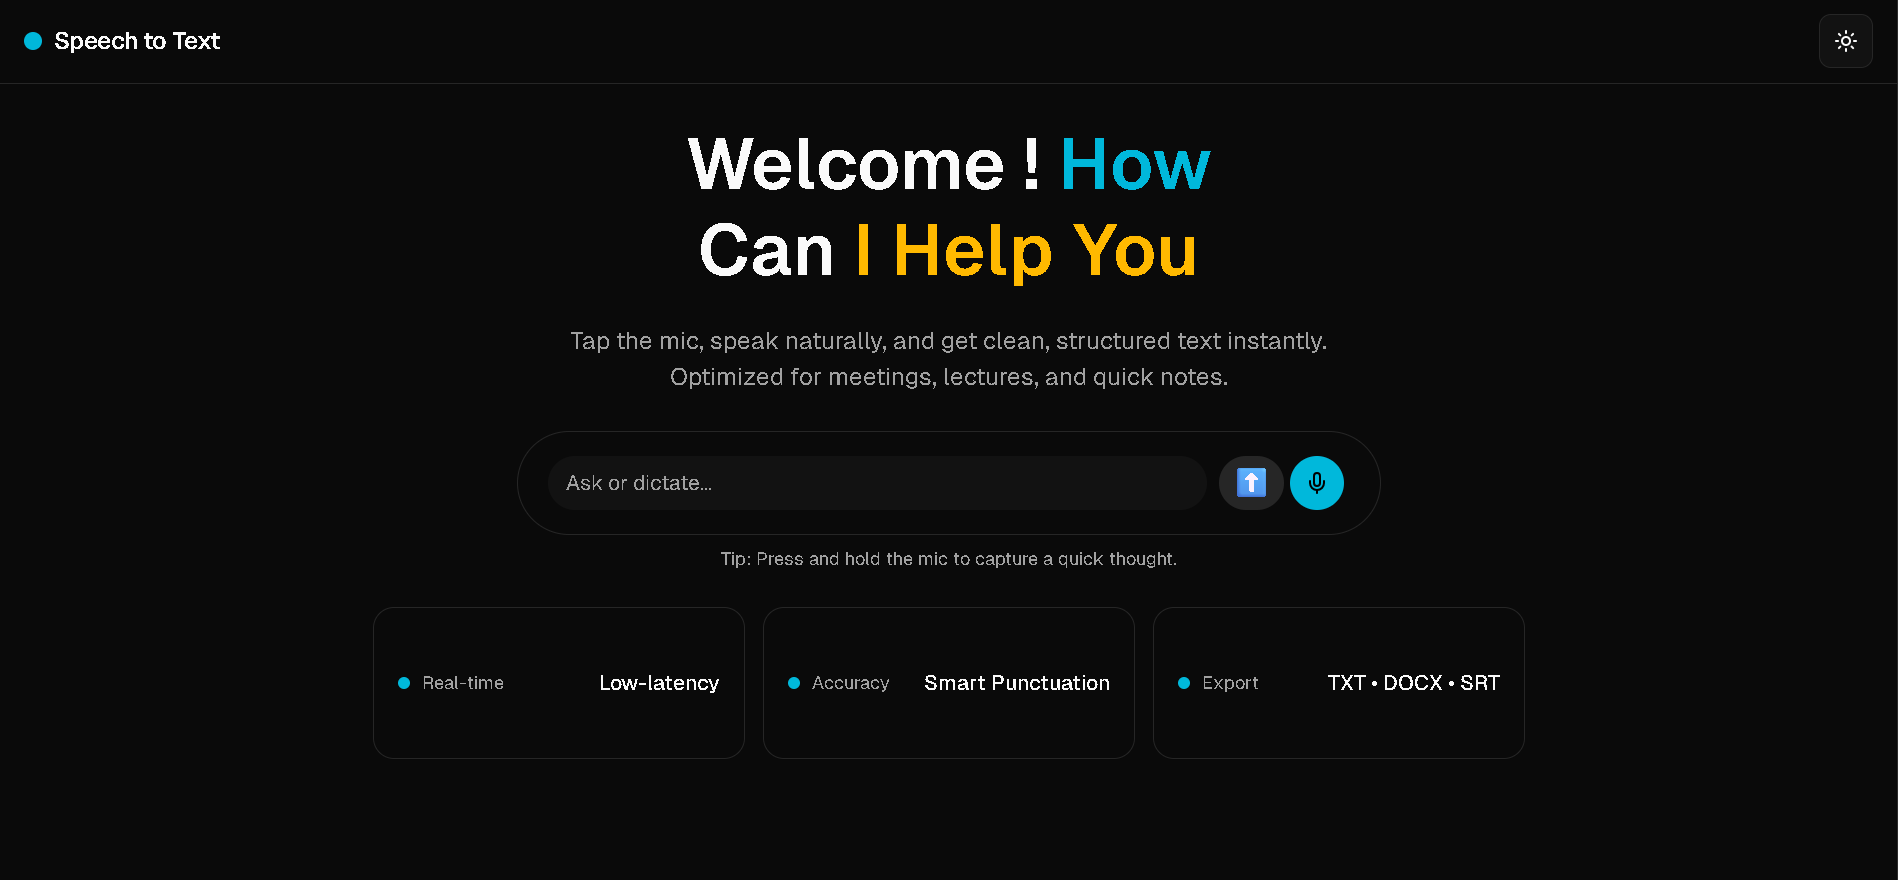 Speech to Text
Welcome ! How
Can I Help You
Tap the mic, speak naturally, and get clean, structured text instantly.
Optimized for meetings, lectures, and quick notes.
Ask or dictate...
Tip: Press and hold the mic to capture a quick thought.
Real-time Low-latency
Accuracy Smart Punctuation
Export TXT • DOCX • SRT